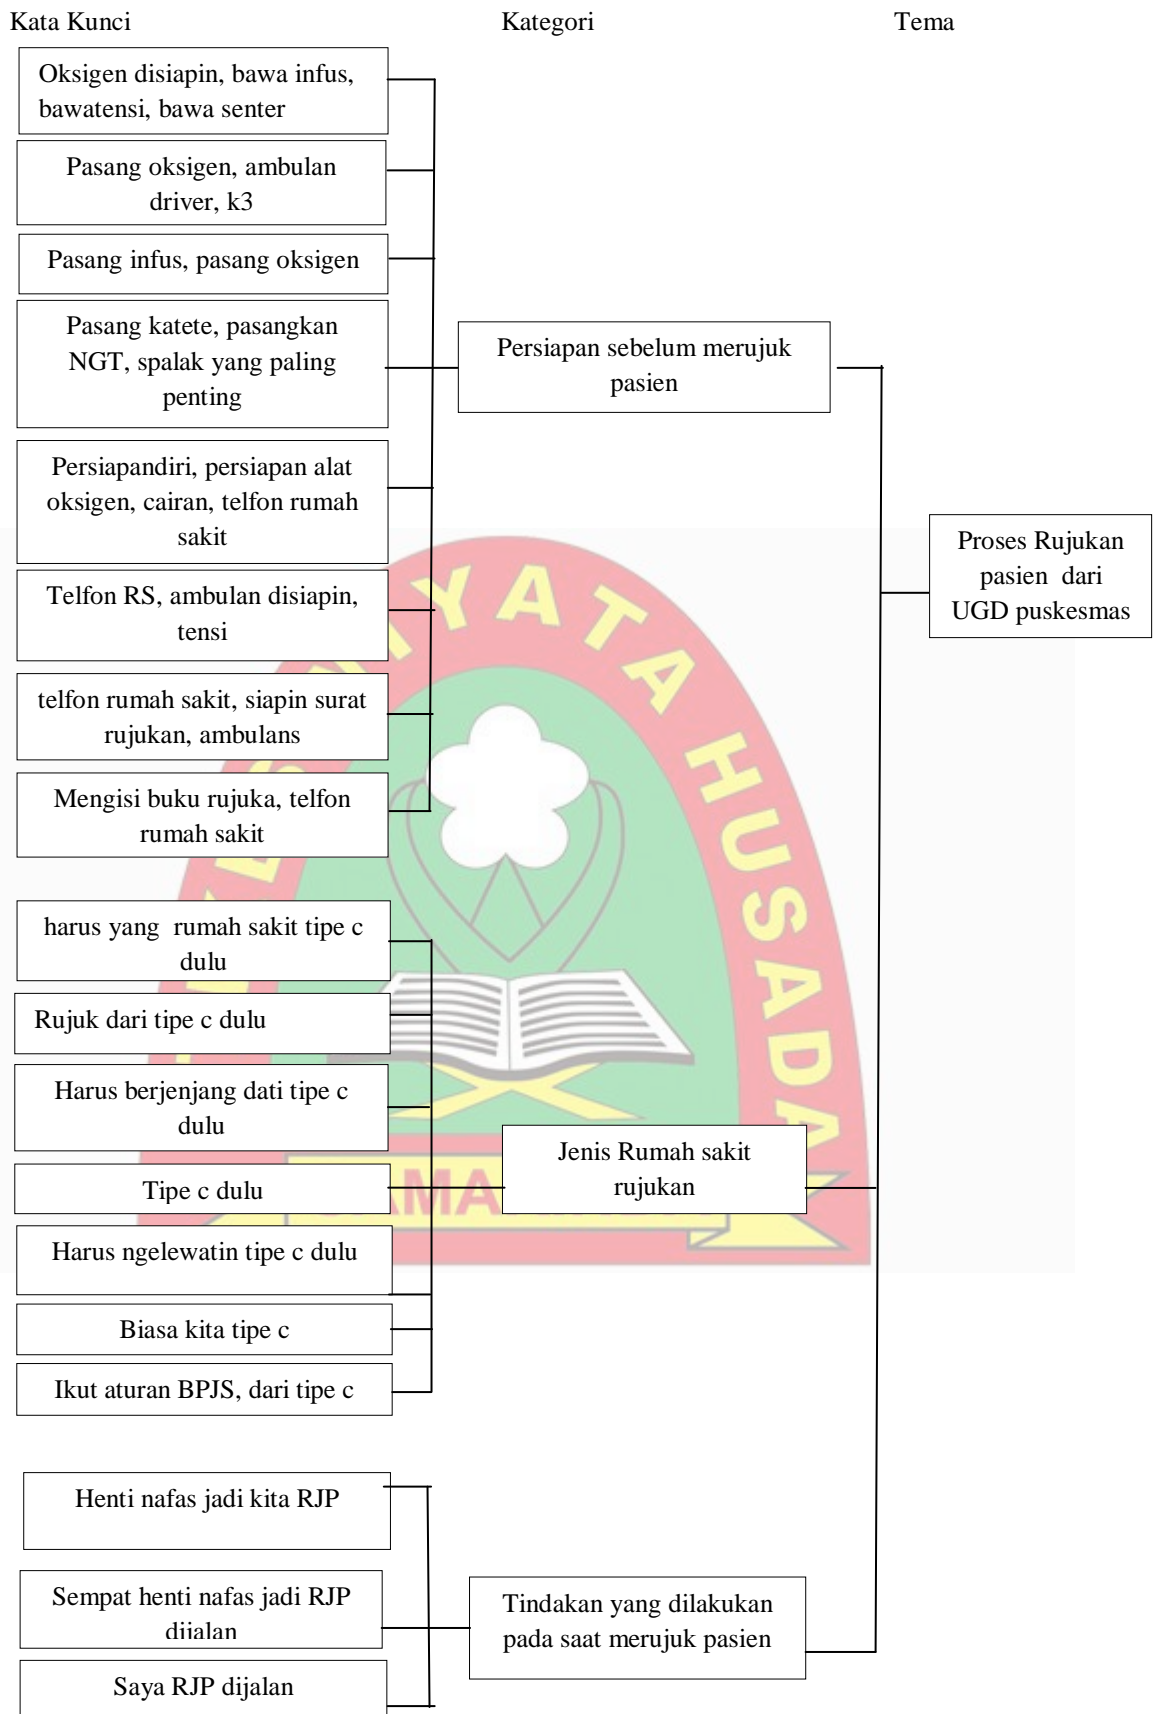 Kata Kunci Kategori Tema
Oksigen disiapin, bawa infus,
bawatensi, bawa senter
Pasang oksigen, ambulan
driver, k3
Pasang infus, pasang oksigen
Pasang katete, pasangkan
NGT, spalak yang paling
penting
Persiapan sebelum merujuk
pasien
Persiapandiri, persiapan alat
oksigen, cairan, telfon rumah
sakit
Proses Rujukan
pasien dari
UGD puskesmas
Telfon RS, ambulan disiapin,
tensi
telfon rumah sakit, siapin surat
rujukan, ambulans
Mengisi buku rujuka, telfon
rumah sakit
harus yang rumah sakit tipe c
dulu
Rujuk dari tipe c dulu
Harus berjenjang dati tipe c
dulu
Jenis Rumah sakit
rujukan
Tipe c dulu
Harus ngelewatin tipe c dulu
Biasa kita tipe c
Ikut aturan BPJS, dari tipe c
Henti nafas jadi kita RJP
Sempat henti nafas jadi RJP
dijalan
Tindakan yang dilakukan
pada saat merujuk pasien
Saya RJP dijalan
WIYATA HUSADA